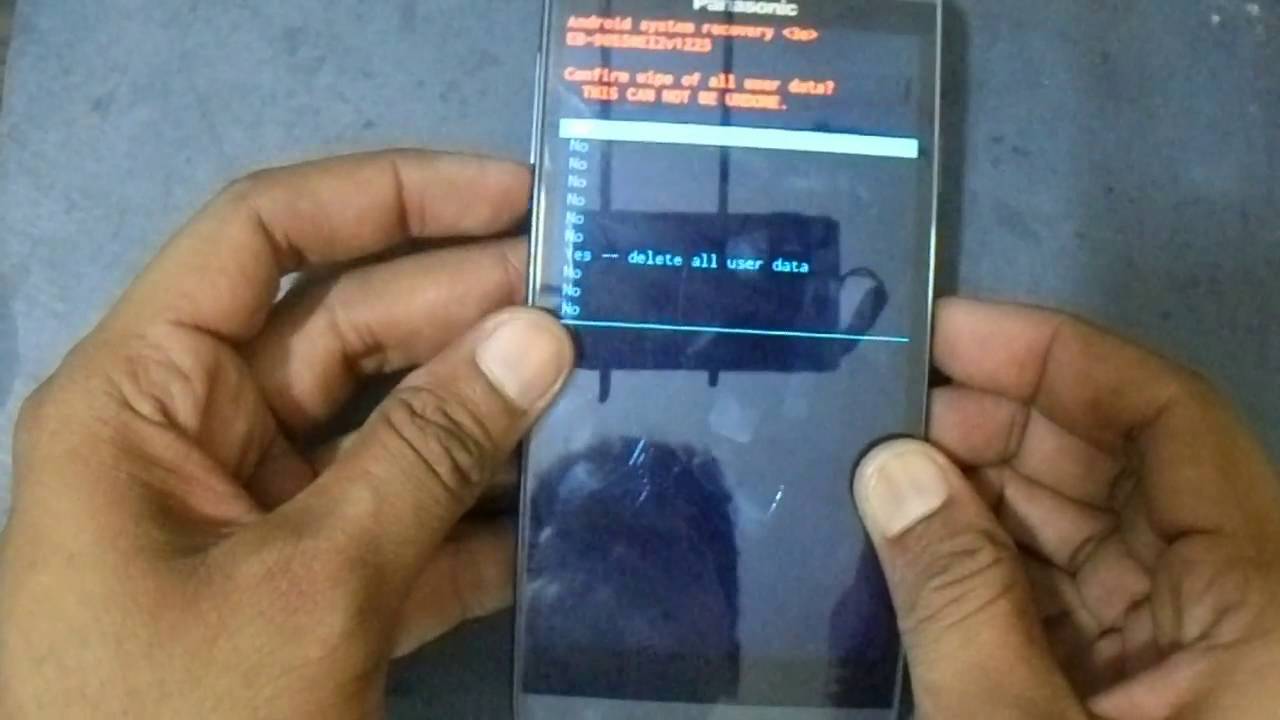 Panasonic
Android system recovery <3e>
Confirm wipe of all user data?
THIS CAN NOT BE UNDONE.
No
No
No
No
No
No
Yes -- delete all user data
No
No
No